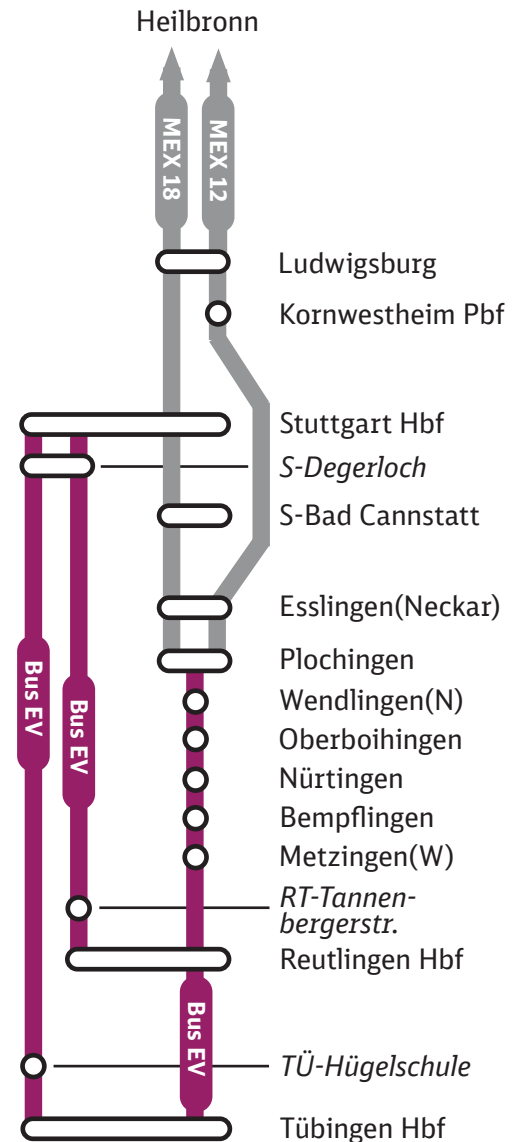 Heilbronn
MEX 18
MEX 12
Ludwigsburg
Kornwestheim Pbf
Stuttgart Hbf
S-Degerloch
S-Bad Cannstatt
Esslingen(Neckar)
Plochingen
Bus EV
Bus EV
Wendlingen(N)
Oberboihingen
Nürtingen
Bempflingen
Metzingen(W)
RT-Tannen-
bergerstr.
Reutlingen Hbf
Bus EV
TÜ-Hügelschule
Tübingen Hbf